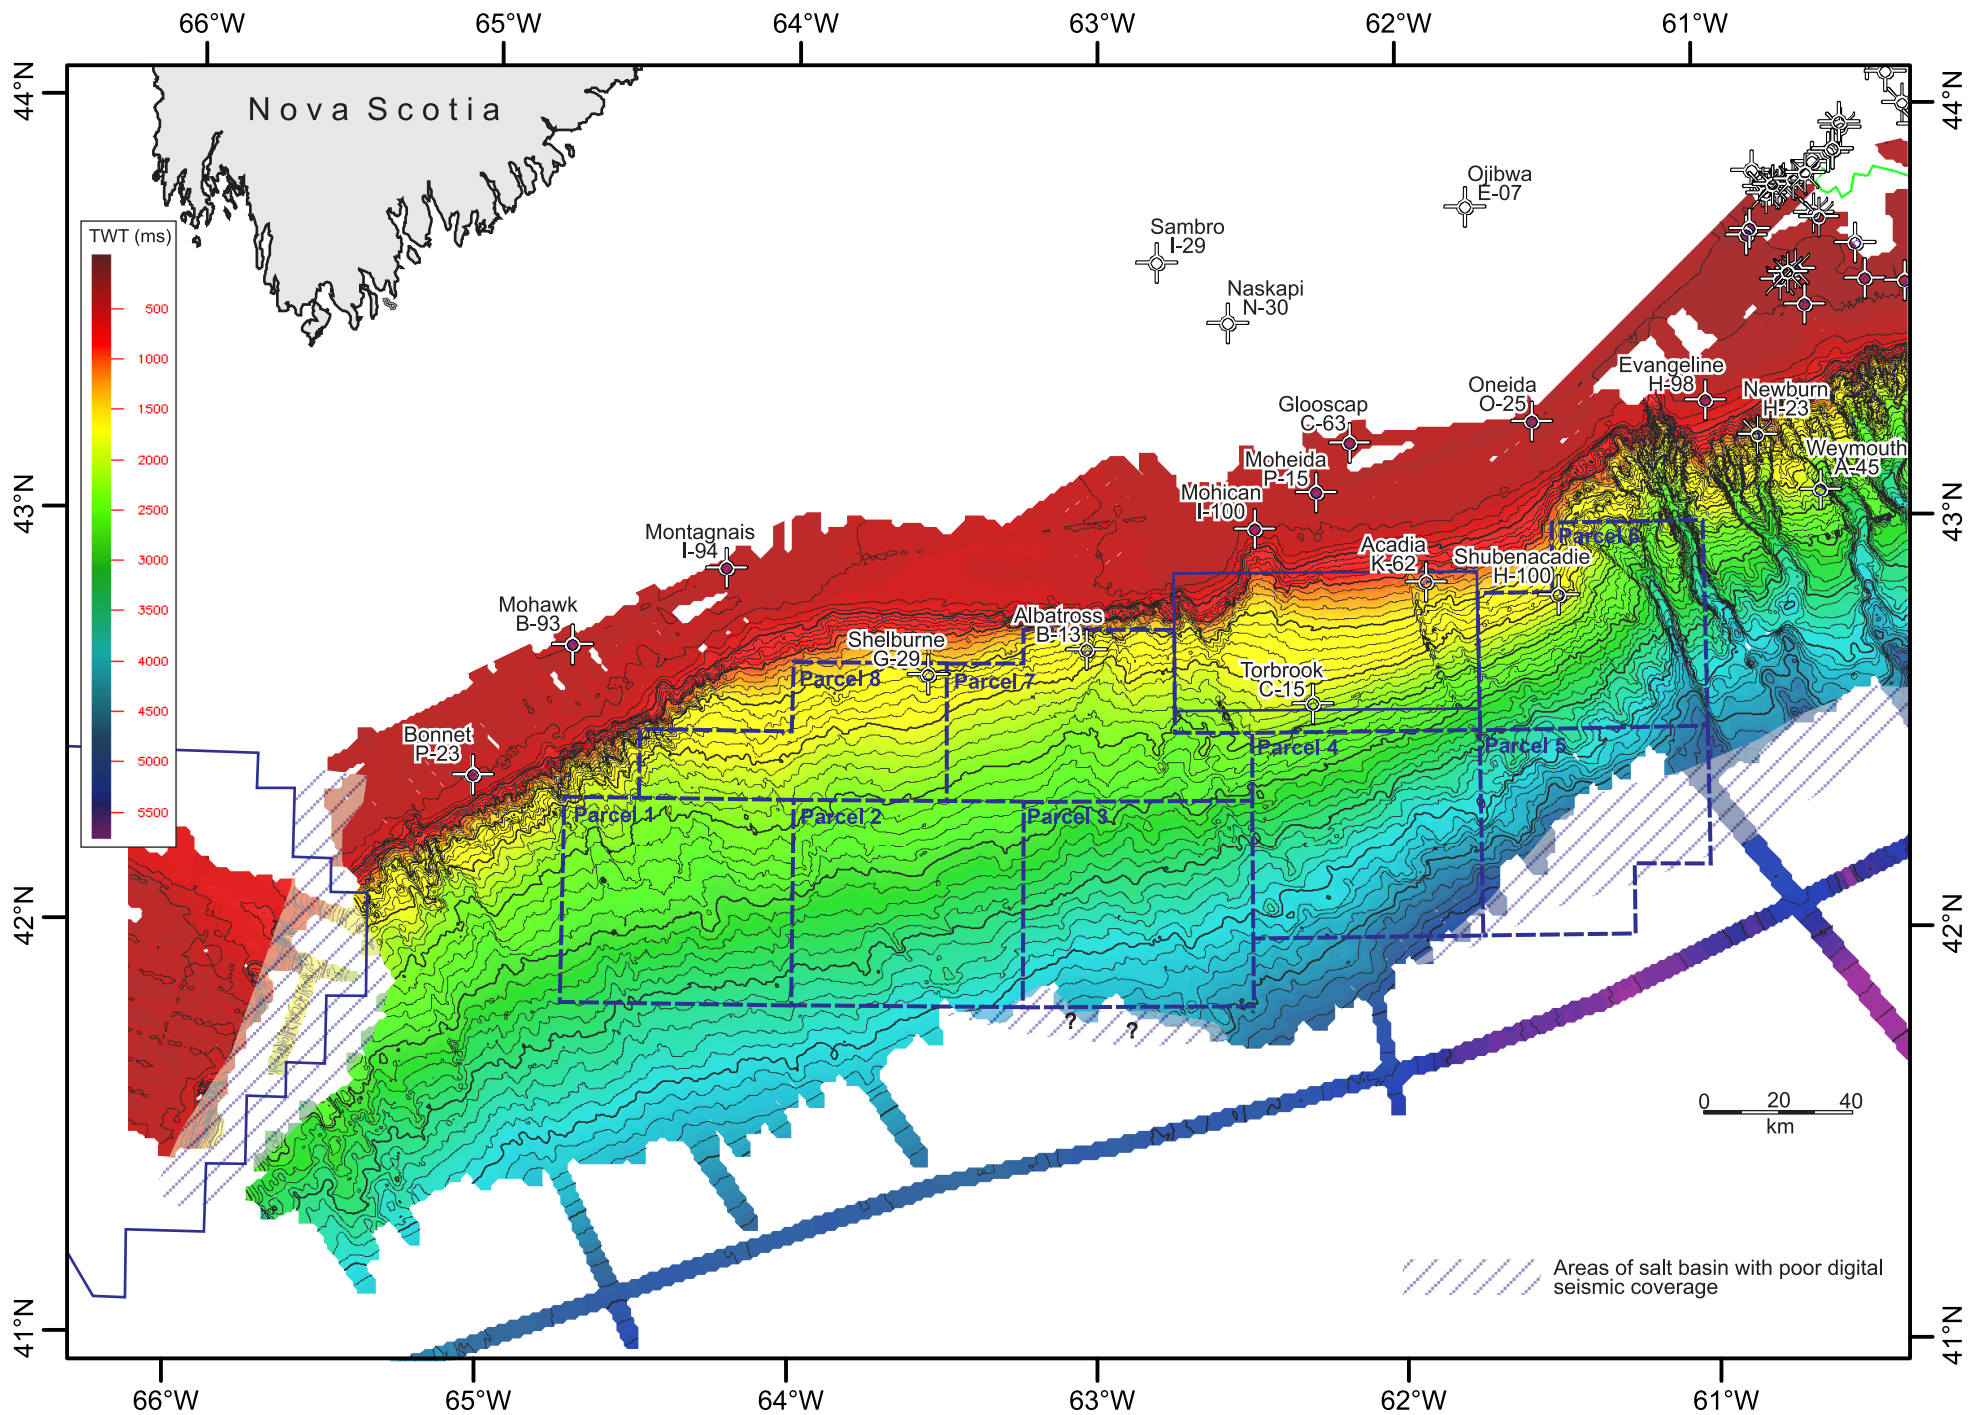 66°W
65°W
64°W
63°W
62°W
61°W
44°N
44°N
Nova Scotia
Ojibwa
E-07
Sambro
I-29
TWT (ms)
500
1000
1500
2000
2500
3000
3500
4000
4500
5000
5500
Naskapi
N-30
Evangeline
H-98
Oneida
O-25
Newburn
H-23
Glooscap
C-63
Weymouth
A-45
Moheida
P-15
Mohican
I-100
43°N
43°N
Montagnais
I-94
Acadia
K-62
Shubenacadie
H-100
Parcel 6
Mohawk
B-93
Albatross
B-13
Shelburne
G-29
Parcel 8
Parcel 7
Torbrook
C-15
Bonnet
P-23
Parcel 4
Parcel 5
Parcel 1
Parcel 2
Parcel 3
42°N
42°N
?
?
0 20 40
km
Areas of salt basin with poor digital
seismic coverage
41°N
41°N
66°W
65°W
64°W
63°W
62°W
61°W